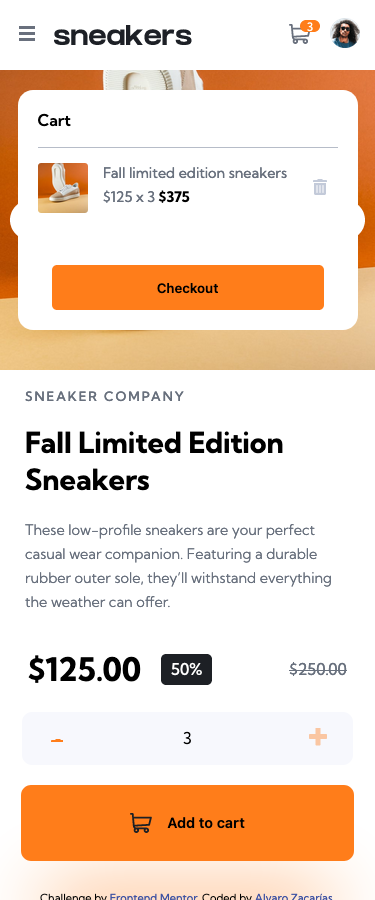 sneakers
3
Cart
Fall limited edition sneakers
$125 x 3 $375
Checkout
SNEAKER COMPANY
Fall Limited Edition
Sneakers
These low-profile sneakers are your perfect
casual wear companion. Featuring a durable
rubber outer sole, they’ll withstand everything
the weather can offer.
$125.00 50% $250.00
- 3 +
Add to cart
Challenge by Frontend Mentor. Coded by Alvaro Zacarías.